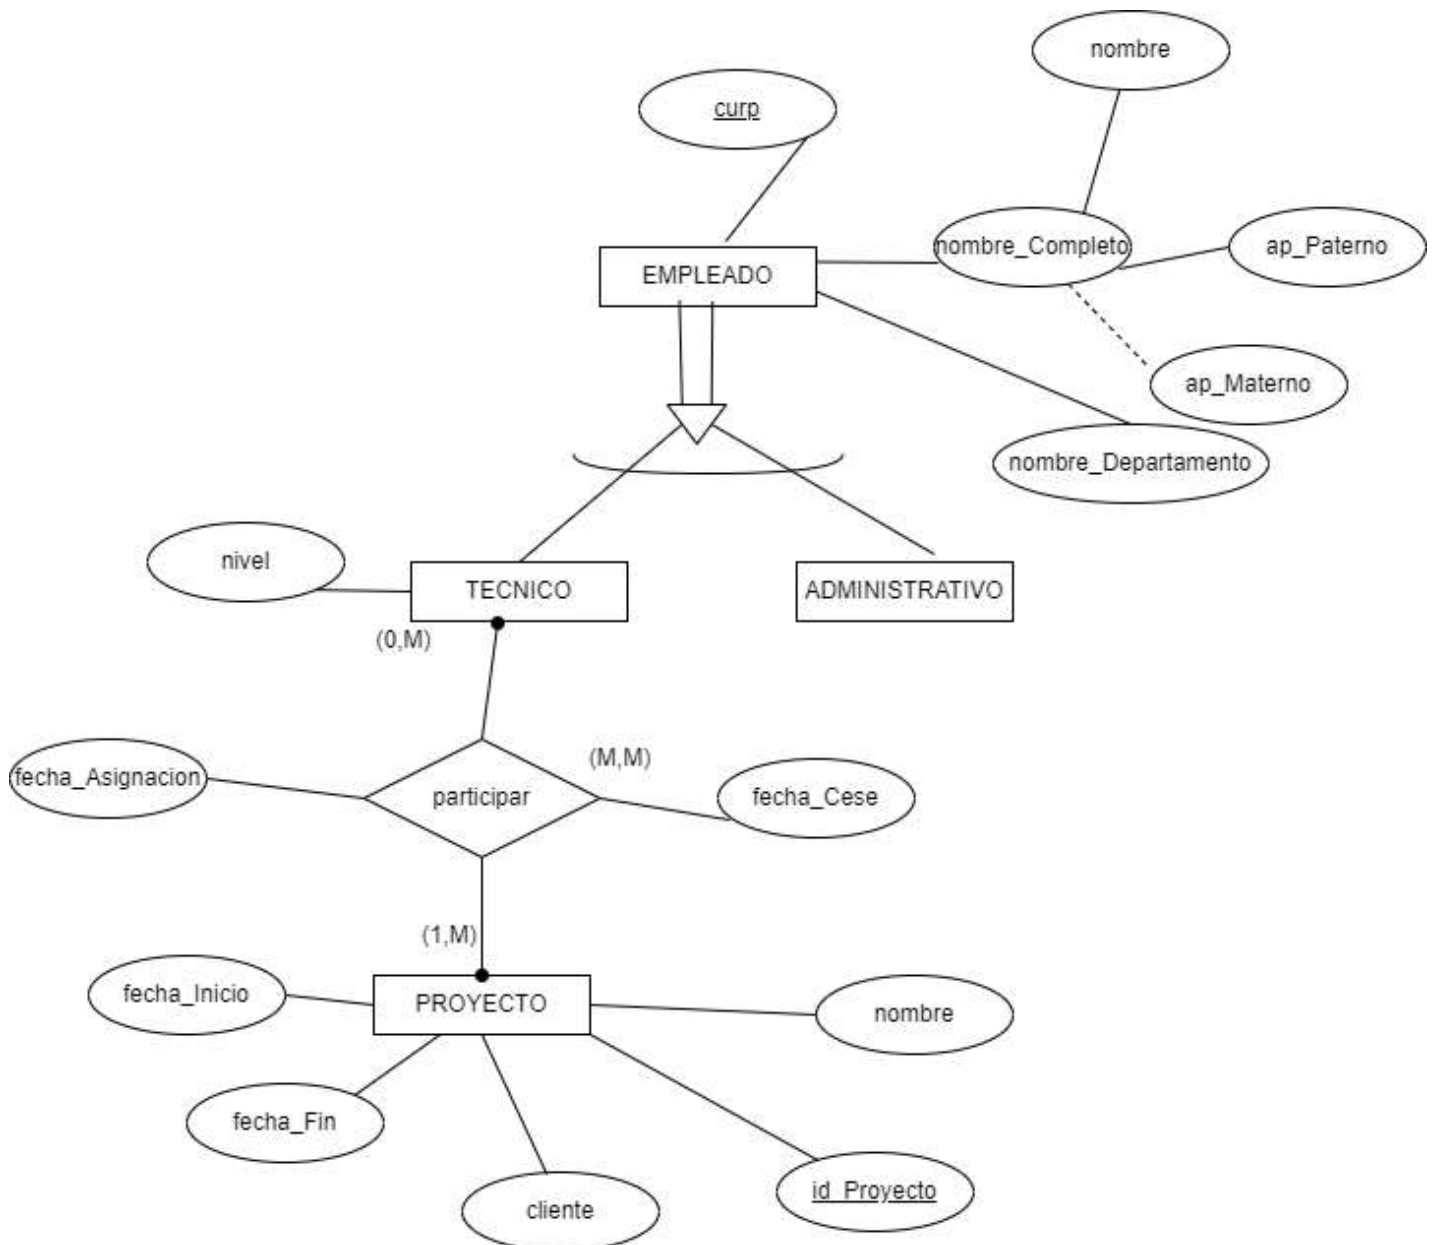 nombre
curp
nombre_Completo
ap_Paterno
EMPLEADO
ap_Materno
nombre_Departamento
nivel
TECNICO
ADMINISTRATIVO
(0,M)
(M,M)
fecha_Asignacion
participar
fecha_Cese
(1,M)
fecha_Inicio
PROYECTO
nombre
fecha_Fin
id_Proyecto
cliente